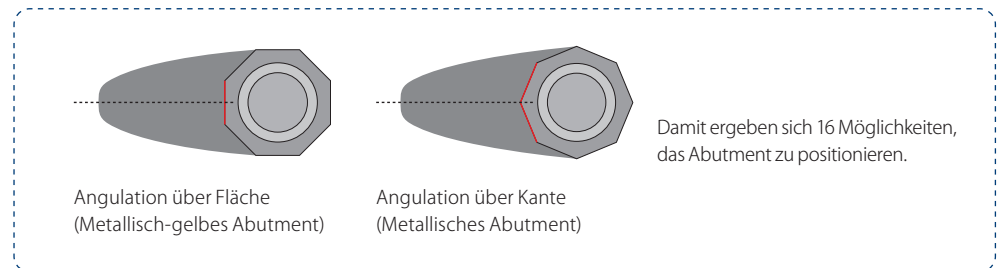 Damit ergeben sich 16 Möglichkeiten,
das Abutment zu positionieren.
Angulation über Fläche
(Metallisch-gelbes Abutment)
Angulation über Kante
(Metallisches Abutment)